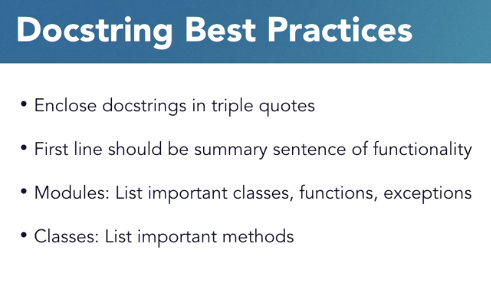 Docstring Best Practices
• Enclose docstrings in triple quotes
• First line should be summary sentence of functionality
• Modules: List important classes, functions, exceptions
• Classes: List important methods